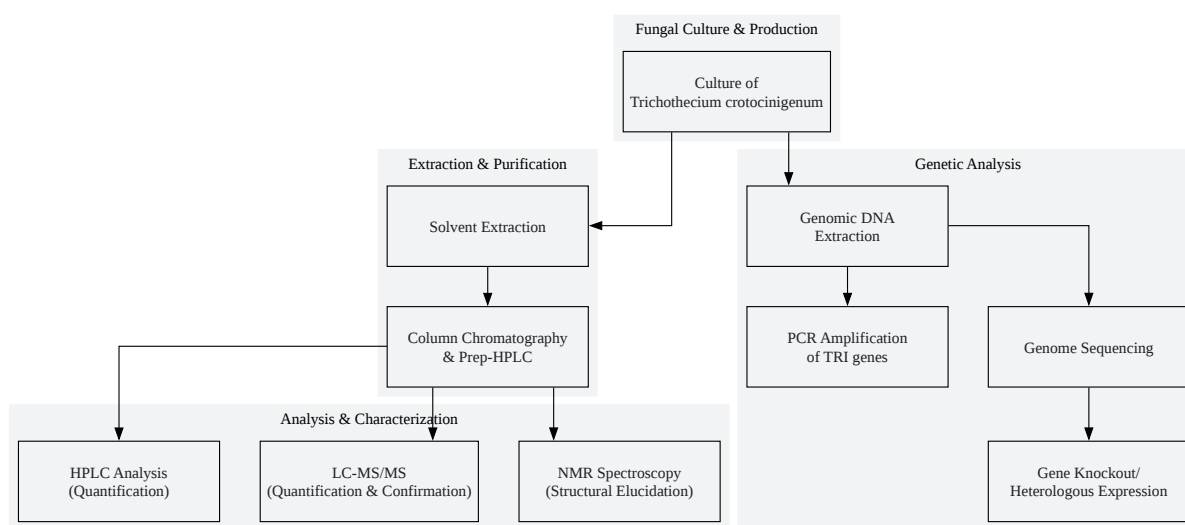 Fungal Culture & Production
Culture of
Trichothecium crotocinigenum
Extraction & Purification
Solvent Extraction
Column Chromatography
& Prep-HPLC
Analysis & Characterization
HPLC Analysis
(Quantification)
LC-MS/MS
(Quantification & Confirmation)
NMR Spectroscopy
(Structural Elucidation)
Genetic Analysis
Genomic DNA
Extraction
PCR Amplification
of TRI genes
Genome Sequencing
Gene Knockout/
Heterologous Expression